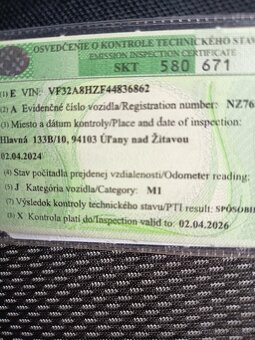 OSVEDČENIE O KONTROLE TECHNICKÉHO STAV
EMISSION INSPECTION CERTIFICATE
SKT 580 671
(1) E VIN: VF32A8HZF44836862
(2) A Evidenčné číslo vozidla/Registration number: NZ76
(3) Miesto a dátum kontroly/Place and date of inspection:
Hlavná 133B/10, 94103 Úľany nad Žitavou
02.04.2024
(4) Stav počítadla prejdenej vzdialenosti/Odometer reading:
(5) J Kategória vozidla/Category: M1
(7) Výsledok kontroly technického stavu/PTI result: SPÔSOBI
(8) X Kontrola platí do/Inspection valid to: 02.04.2026